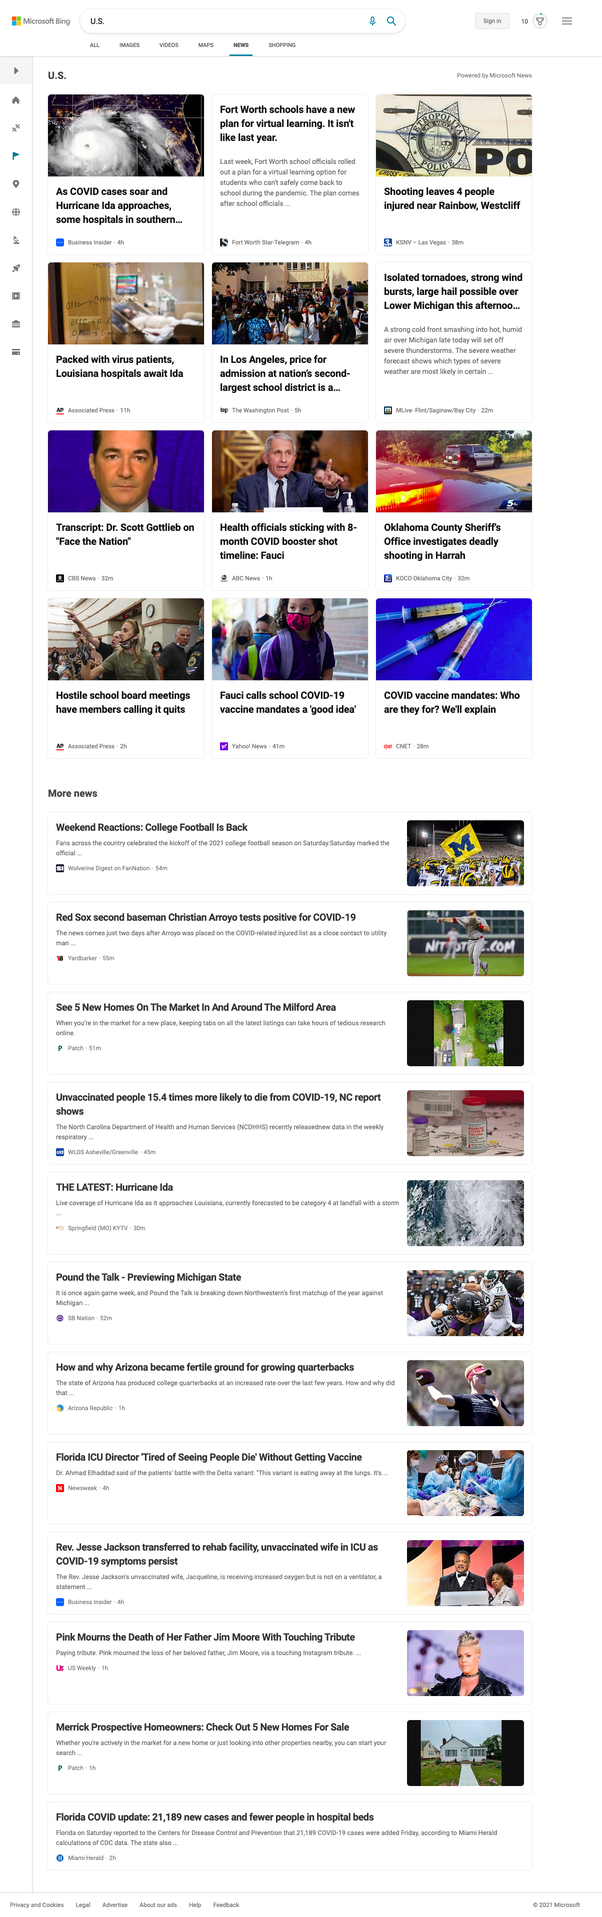 Microsoft Bing
U.S.
Sign in
10
ALL
IMAGES
VIDEOS
MAPS
NEWS
SHOPPING
U.S.
Powered by Microsoft News
As COVID cases soar and
Hurricane Ida approaches,
some hospitals in southern...
Business Insider · 4h
Fort Worth schools have a new
plan for virtual learning. It isn't
like last year.
Last week, Fort Worth school officials rolled
out a plan for a virtual learning option for
students who can't safely come back to
school during the pandemic. The plan comes
after school officials ...
Fort Worth Star-Telegram · 4h
METROPOLITAN
POLICE
PO
Shooting leaves 4 people
injured near Rainbow, Westcliff
KSNV – Las Vegas · 38m
Packed with virus patients,
Louisiana hospitals await Ida
AP
Associated Press · 11h
In Los Angeles, price for
admission at nation's second-
largest school district is a...
wp
The Washington Post · 5h
Isolated tornadoes, strong wind
bursts, large hail possible over
Lower Michigan this afternoo...
A strong cold front smashing into hot, humid
air over Michigan late today will set off
severe thunderstorms. The severe weather
forecast shows which types of severe
weather are most likely in certain ...
MLive- Flint/Saginaw/Bay City · 22m
Transcript: Dr. Scott Gottlieb on
"Face the Nation"
CBS News · 32m
Health officials sticking with 8-
month COVID booster shot
timeline: Fauci
ABC News · 1h
5
Oklahoma County Sheriff's
Office investigates deadly
shooting in Harrah
KOCO Oklahoma City · 32m
Hostile school board meetings
have members calling it quits
AP
Associated Press · 2h
Fauci calls school COVID-19
vaccine mandates a 'good idea'
Yahoo! News · 41m
COVID vaccine mandates: Who
are they for? We'll explain
CNET · 28m
More news
Weekend Reactions: College Football Is Back
Fans across the country celebrated the kickoff of the 2021 college football season on Saturday.Saturday marked the
official ...
SI
Wolverine Digest on FanNation · 54m
M
Red Sox second baseman Christian Arroyo tests positive for COVID-19
The news comes just two days after Arroyo was placed on the COVID-related injured list as a close contact to utility
man ...
Yardbarker · 55m
See 5 New Homes On The Market In And Around The Milford Area
When you're in the market for a new place, keeping tabs on all the latest listings can take hours of tedious research
online.
P
Patch · 51m
Unvaccinated people 15.4 times more likely to die from COVID-19, NC report
shows
The North Carolina Department of Health and Human Services (NCDHHS) recently releasednew data in the weekly
respiratory ...
WLOS Asheville/Greenville · 45m
THE LATEST: Hurricane Ida
Live coverage of Hurricane Ida as it approaches Louisiana, currently forecasted to be category 4 at landfall with a storm
...
Springfield (MO) KYTV · 30m
Pound the Talk - Previewing Michigan State
It is once again game week, and Pound the Talk is breaking down Northwestern's first matchup of the year against
Michigan ...
SB Nation · 52m
How and why Arizona became fertile ground for growing quarterbacks
The state of Arizona has produced college quarterbacks at an increased rate over the last few years. How and why did
that ...
Arizona Republic · 1h
Florida ICU Director 'Tired of Seeing People Die' Without Getting Vaccine
Dr. Ahmad Elhaddad said of the patients' battle with the Delta variant: "This variant is eating away at the lungs. It's ...
N
Newsweek · 4h
Rev. Jesse Jackson transferred to rehab facility, unvaccinated wife in ICU as
COVID-19 symptoms persist
The Rev. Jesse Jackson's unvaccinated wife, Jacqueline, is receiving increased oxygen but is not on a ventilator, a
statement ...
Business Insider · 4h
Pink Mourns the Death of Her Father Jim Moore With Touching Tribute
Paying tribute. Pink mourned the loss of her beloved father, Jim Moore, via a touching Instagram tribute. ...
US Weekly · 1h
Merrick Prospective Homeowners: Check Out 5 New Homes For Sale
Whether you're actively in the market for a new home or just looking into other properties nearby, you can start your
search ...
P
Patch · 1h
Florida COVID update: 21,189 new cases and fewer people in hospital beds
Florida on Saturday reported to the Centers for Disease Control and Prevention that 21,189 COVID-19 cases were added Friday, according to Miami Herald
calculations of CDC data. The state also ...
Miami Herald · 2h
Privacy and Cookies
Legal
Advertise
About our ads
Help
Feedback
© 2021 Microsoft